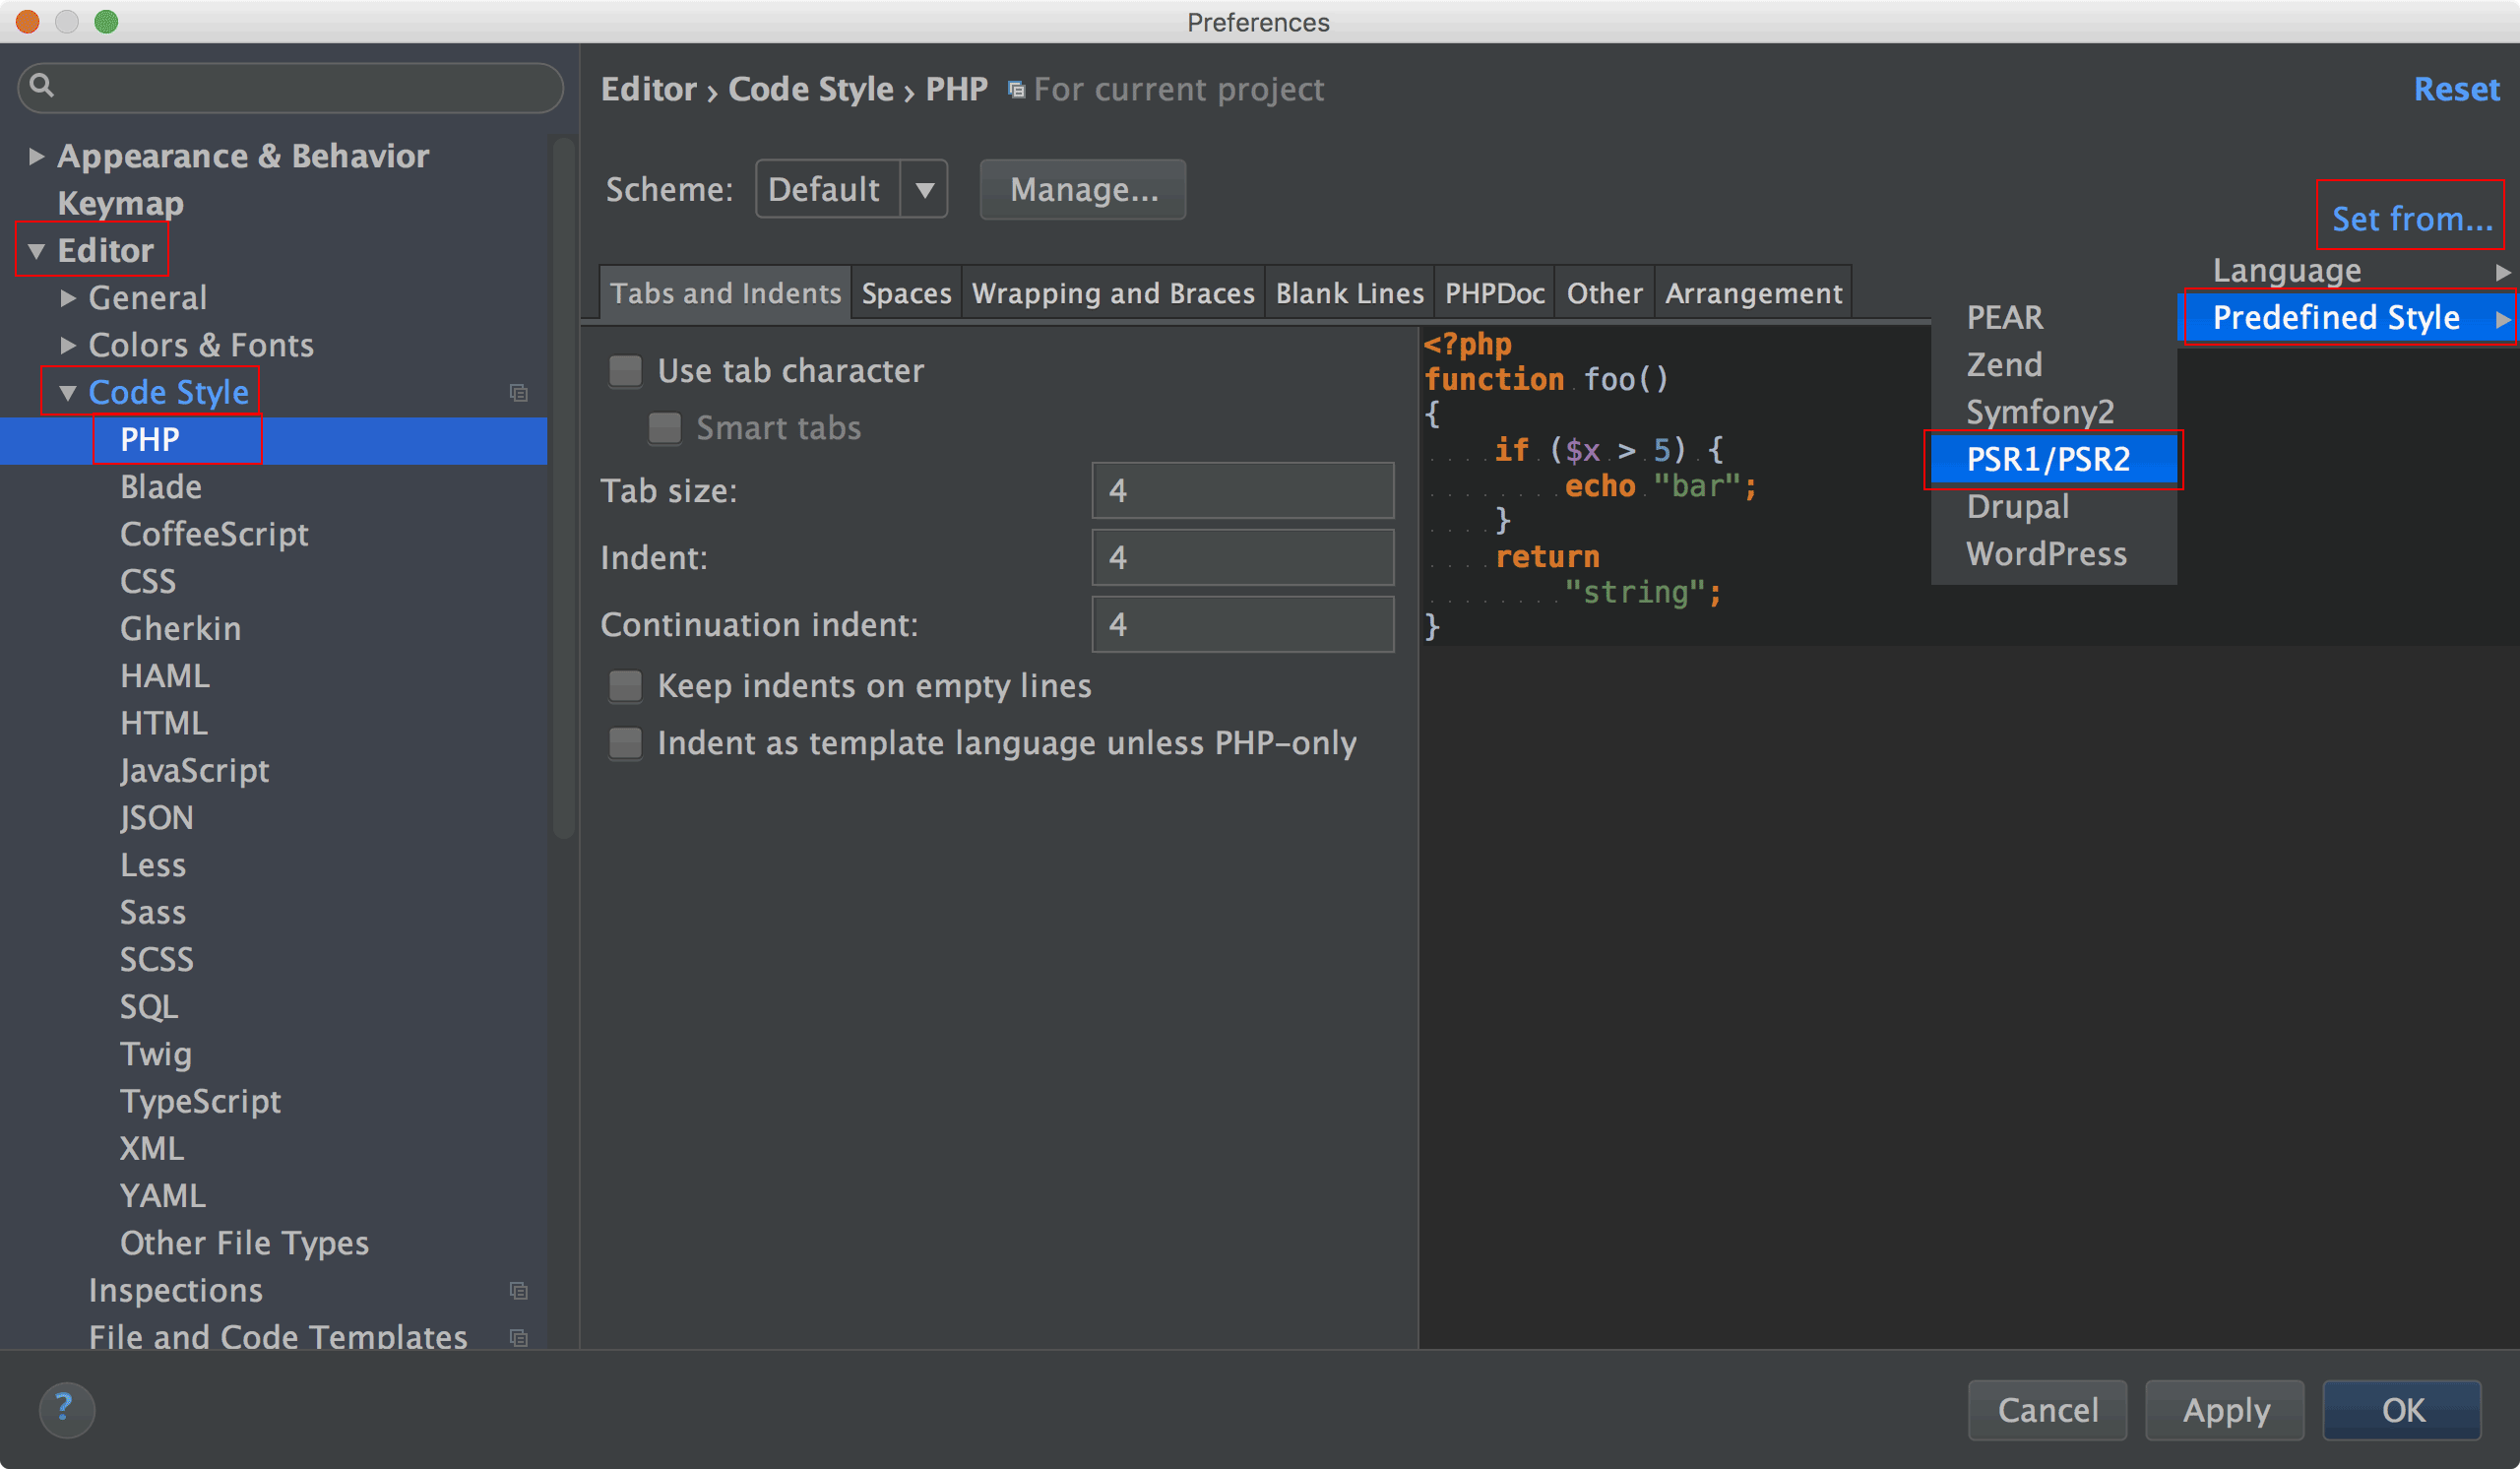 Preferences
Appearance & Behavior
Keymap
Editor
General
Colors & Fonts
Code Style
PHP
Blade
CoffeeScript
CSS
Gherkin
HAML
HTML
JavaScript
JSON
Less
Sass
SCSS
SQL
Twig
TypeScript
XML
YAML
Other File Types
Inspections
File and Code Templates
Editor › Code Style › PHP For current project
Reset
Scheme: Default Manage...
Set from...
Language
Predefined Style
PEAR
Zend
Symfony2
PSR1/PSR2
Drupal
WordPress
Tabs and Indents Spaces Wrapping and Braces Blank Lines PHPDoc Other Arrangement
Use tab character
Smart tabs
Tab size: 4
Indent: 4
Continuation indent: 4
Keep indents on empty lines
Indent as template language unless PHP-only
<?php
function foo()
{
if ($x > 5) {
echo "bar";
}
return
"string";
}
?
Cancel Apply OK